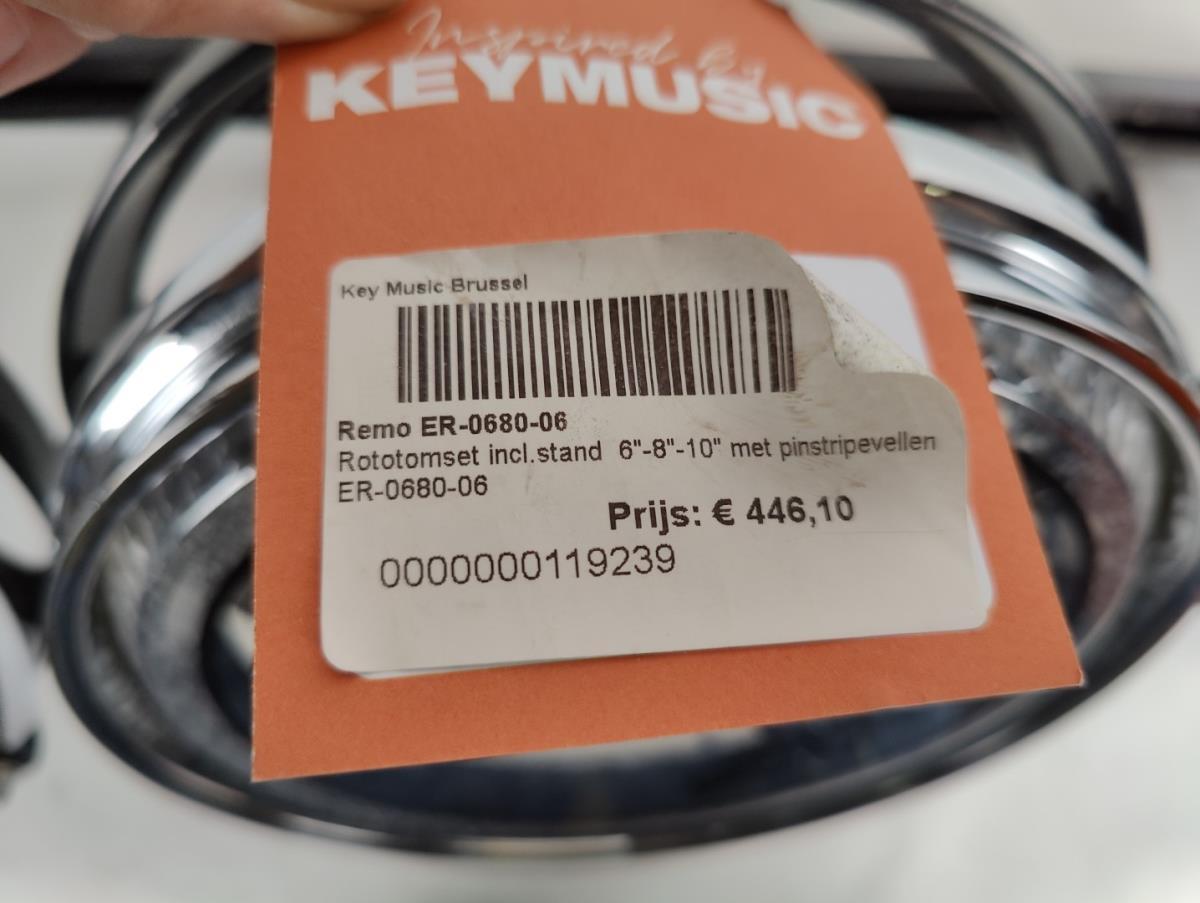 Inspired by
KEYMUSIC
Key Music Brussel
Remo ER-0680-06
Rototomset incl.stand 6"-8"-10" met pinstripevellen
ER-0680-06
Prijs: € 446,10
0000000119239